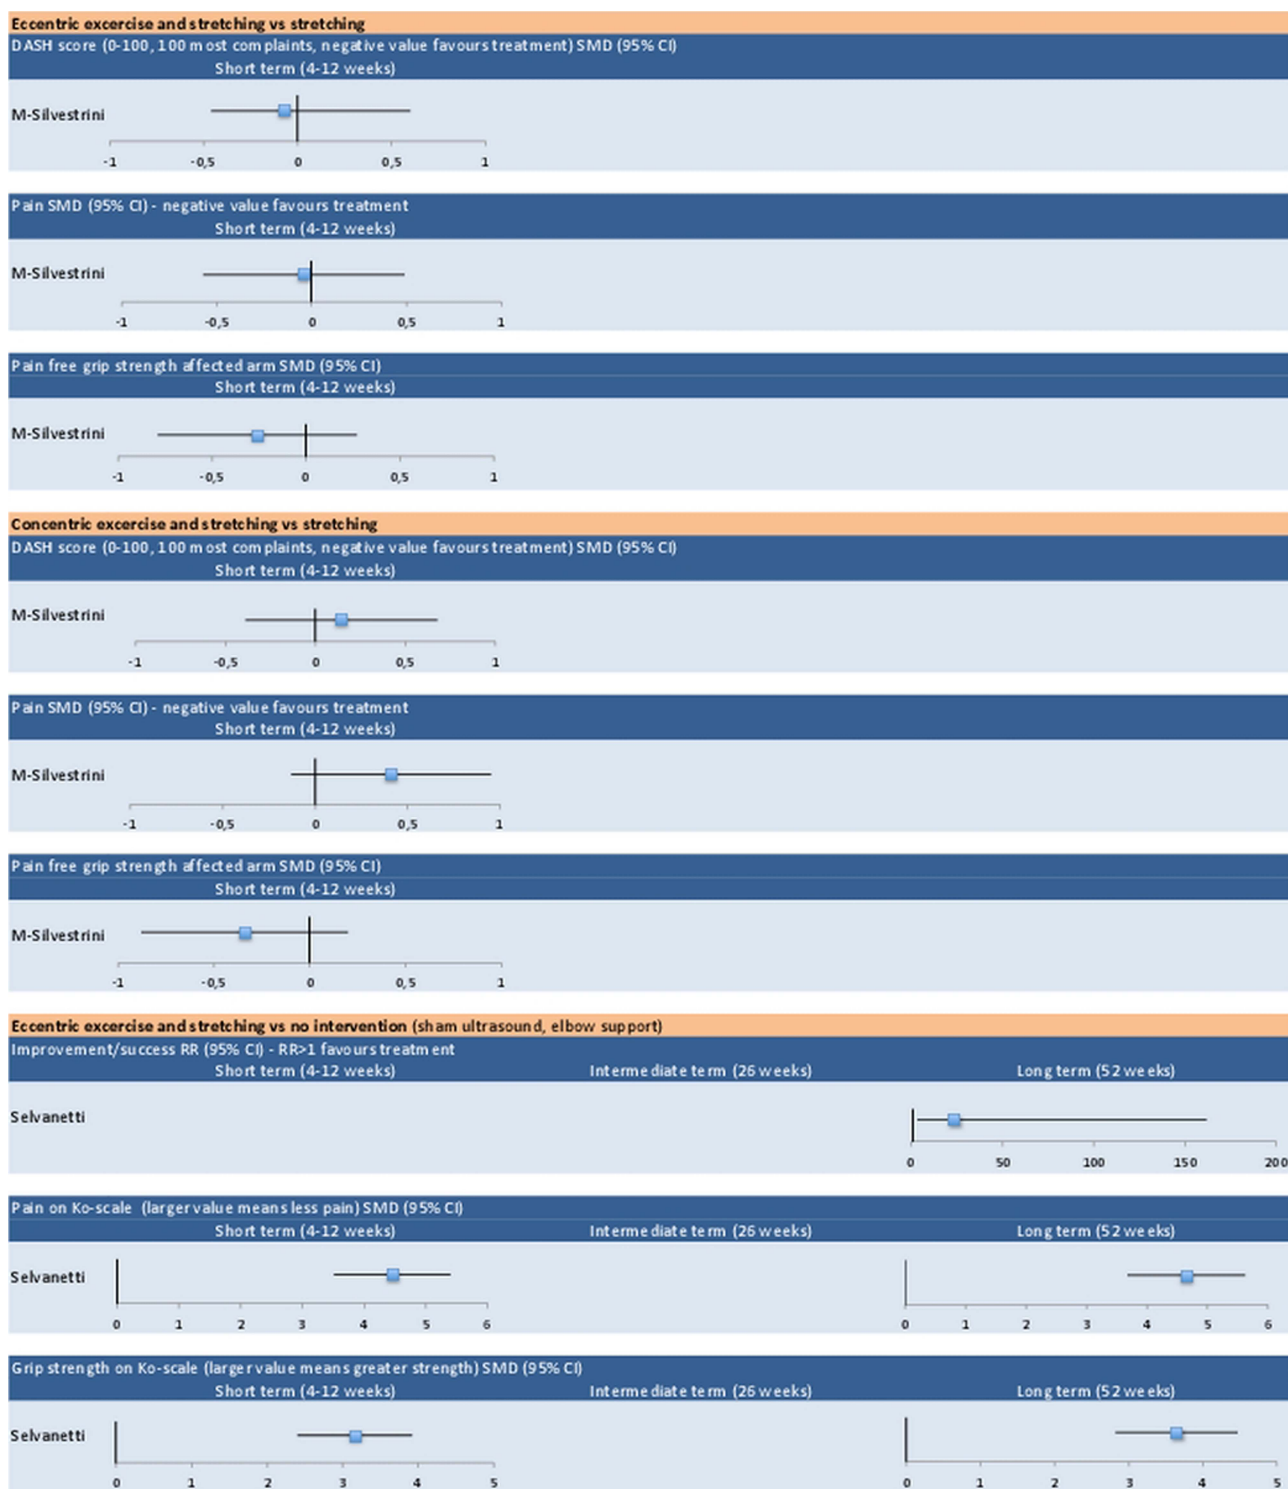 Eccentric excercise and stretching vs stretching
DASH score (0-100, 100 most complaints, negative value favours treatment) SMD (95% CI)
Short term (4-12 weeks)
M-Silvestrini
-1 -0,5 0 0,5 1
Pain SMD (95% CI) - negative value favours treatment
Short term (4-12 weeks)
M-Silvestrini
-1 -0,5 0 0,5 1
Pain free grip strength affected arm SMD (95% CI)
Short term (4-12 weeks)
M-Silvestrini
-1 -0,5 0 0,5 1
Concentric excercise and stretching vs stretching
DASH score (0-100, 100 most complaints, negative value favours treatment) SMD (95% CI)
Short term (4-12 weeks)
M-Silvestrini
-1 -0,5 0 0,5 1
Pain SMD (95% CI) - negative value favours treatment
Short term (4-12 weeks)
M-Silvestrini
-1 -0,5 0 0,5 1
Pain free grip strength affected arm SMD (95% CI)
Short term (4-12 weeks)
M-Silvestrini
-1 -0,5 0 0,5 1
Eccentric excercise and stretching vs no intervention (sham ultrasound, elbow support)
Improvement/success RR (95% CI) - RR>1 favours treatment
Short term (4-12 weeks) Intermediate term (26 weeks) Long term (52 weeks)
Selvanetti
0 50 100 150 200
Pain on Ko-scale (larger value means less pain) SMD (95% CI)
Short term (4-12 weeks) Intermediate term (26 weeks) Long term (52 weeks)
Selvanetti
0 1 2 3 4 5 6 0 1 2 3 4 5 6
Grip strength on Ko-scale (larger value means greater strength) SMD (95% CI)
Short term (4-12 weeks) Intermediate term (26 weeks) Long term (52 weeks)
Selvanetti
0 1 2 3 4 5 0 1 2 3 4 5